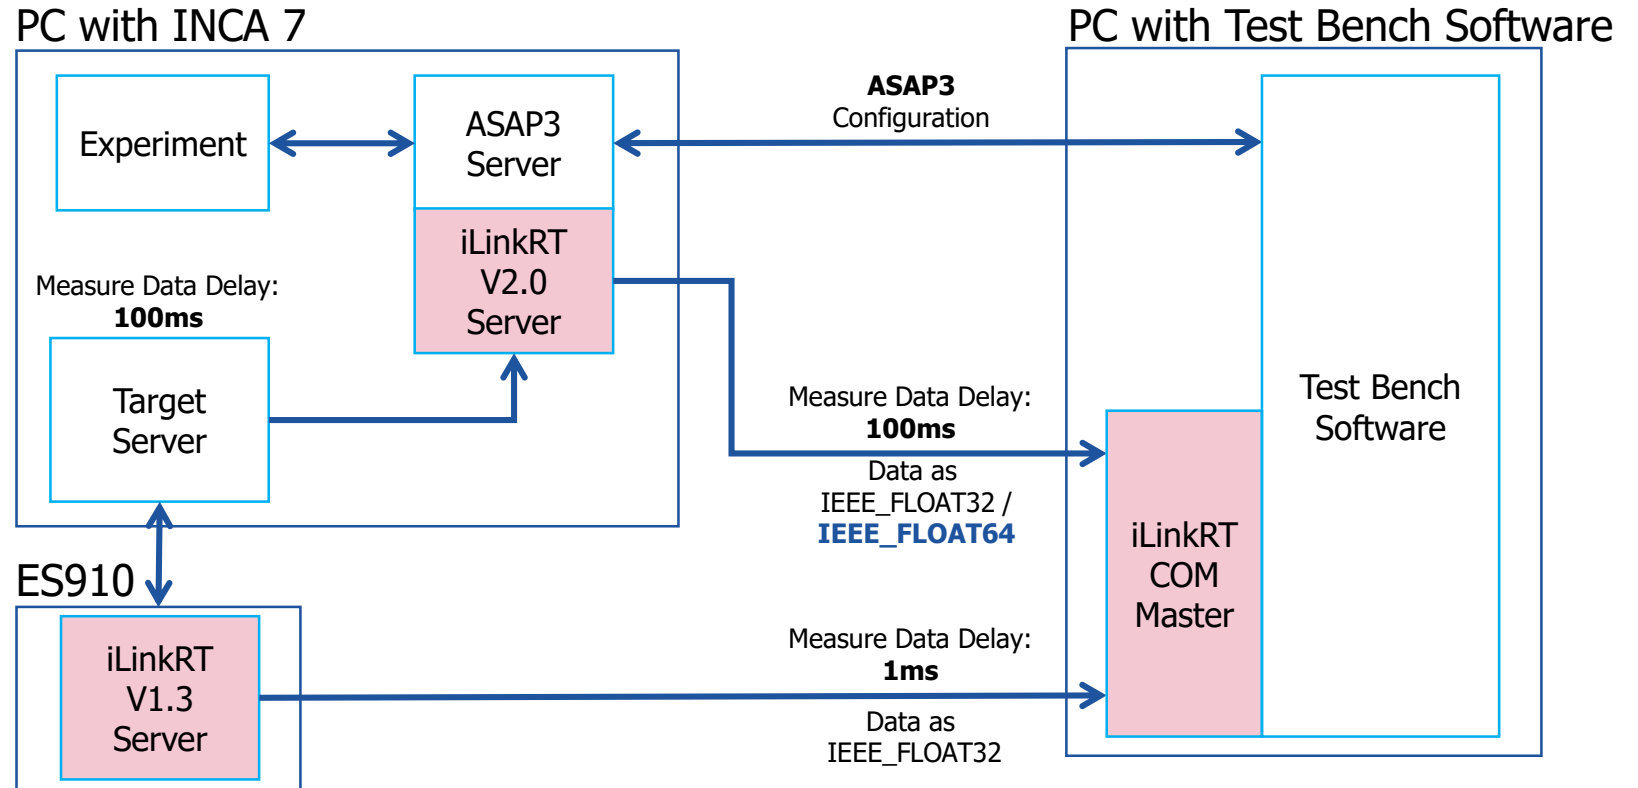 PC with INCA 7
PC with Test Bench Software
Experiment
ASAP3
Server
ASAP3
Configuration
iLinkRT
V2.0
Server
Measure Data Delay:
100ms
Target
Server
Measure Data Delay:
100ms
Data as
IEEE_FLOAT32 /
IEEE_FLOAT64
Test Bench
Software
iLinkRT
COM
Master
ES910
iLinkRT
V1.3
Server
Measure Data Delay:
1ms
Data as
IEEE_FLOAT32